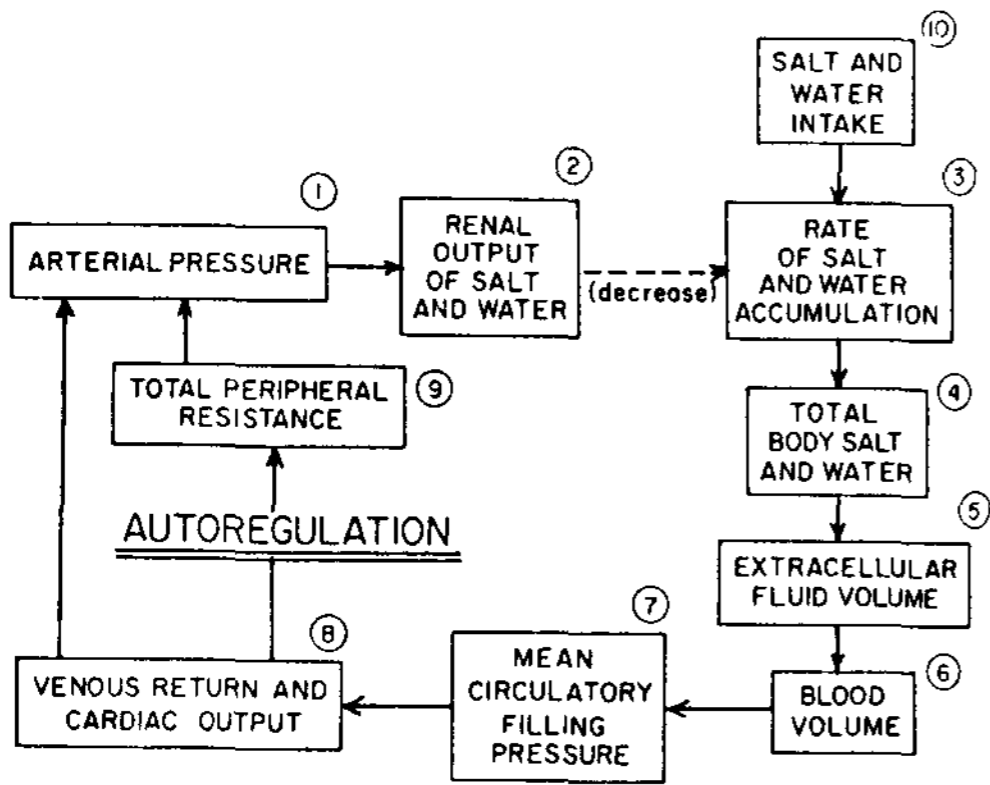 10
SALT AND
WATER
INTAKE
1
ARTERIAL PRESSURE
2
RENAL
OUTPUT
OF SALT
AND WATER
(decrease)
3
RATE
OF SALT
AND WATER
ACCUMULATION
9
TOTAL PERIPHERAL
RESISTANCE
4
TOTAL
BODY SALT
AND WATER
AUTOREGULATION
5
EXTRACELLULAR
FLUID VOLUME
8
VENOUS RETURN AND
CARDIAC OUTPUT
7
MEAN
CIRCULATORY
FILLING
PRESSURE
6
BLOOD
VOLUME